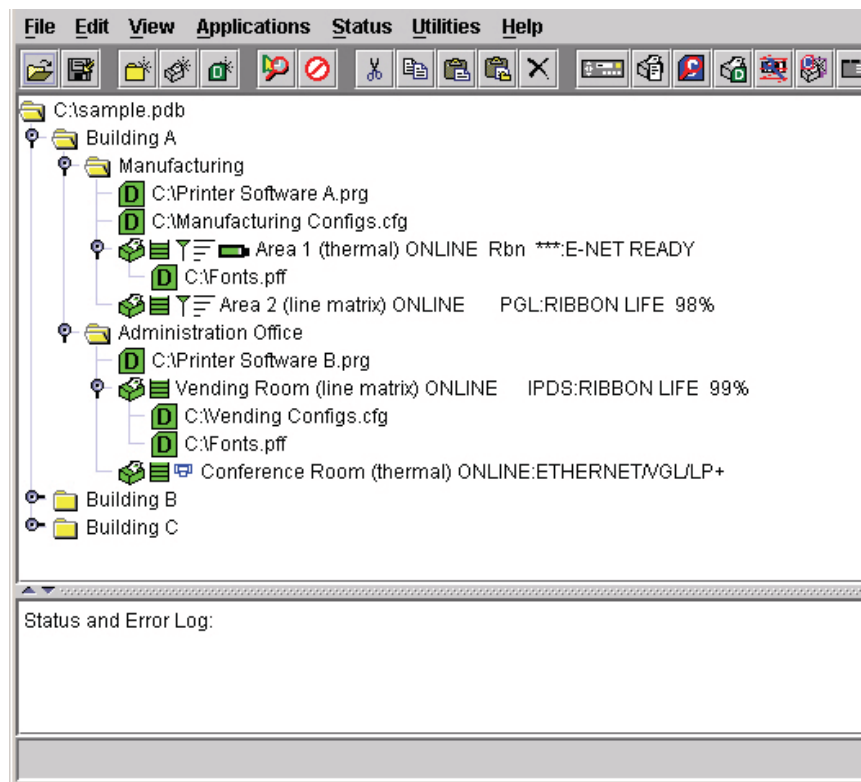 File Edit View Applications Status Utilities Help
D D
C:\sample.pdb
Building A
Manufacturing
D C:\Printer Software A.prg
D C:\Manufacturing Configs.cfg
Area 1 (thermal) ONLINE Rbn ***:E-NET READY
D C:\Fonts.pff
Area 2 (line matrix) ONLINE PGL:RIBBON LIFE 98%
Administration Office
D C:\Printer Software B.prg
Vending Room (line matrix) ONLINE IPDS:RIBBON LIFE 99%
D C:\Vending Configs.cfg
D C:\Fonts.pff
Conference Room (thermal) ONLINE:ETHERNET/VGL/LP+
Building B
Building C
Status and Error Log: